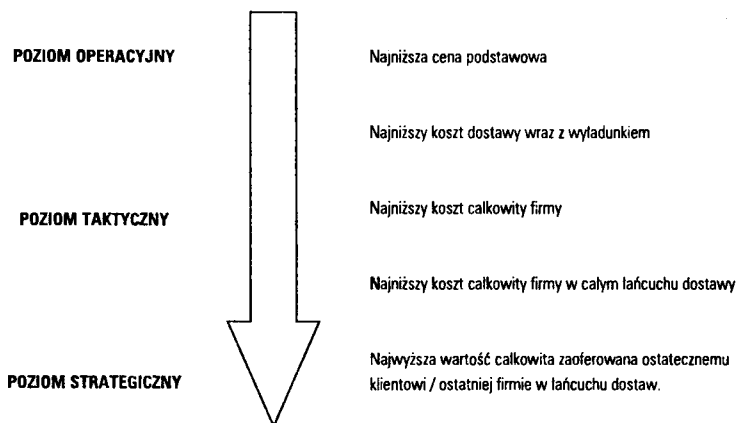 POZIOM OPERACYJNY
Najniższa cena podstawowa
Najniższy koszt dostawy wraz z wyładunkiem
POZIOM TAKTYCZNY
Najniższy koszt całkowity firmy
Najniższy koszt całkowity firmy w całym łańcuchu dostawy
POZIOM STRATEGICZNY
Najwyższa wartość całkowita zaoferowana ostatecznemu
klientowi / ostatniej firmie w łańcuchu dostaw.